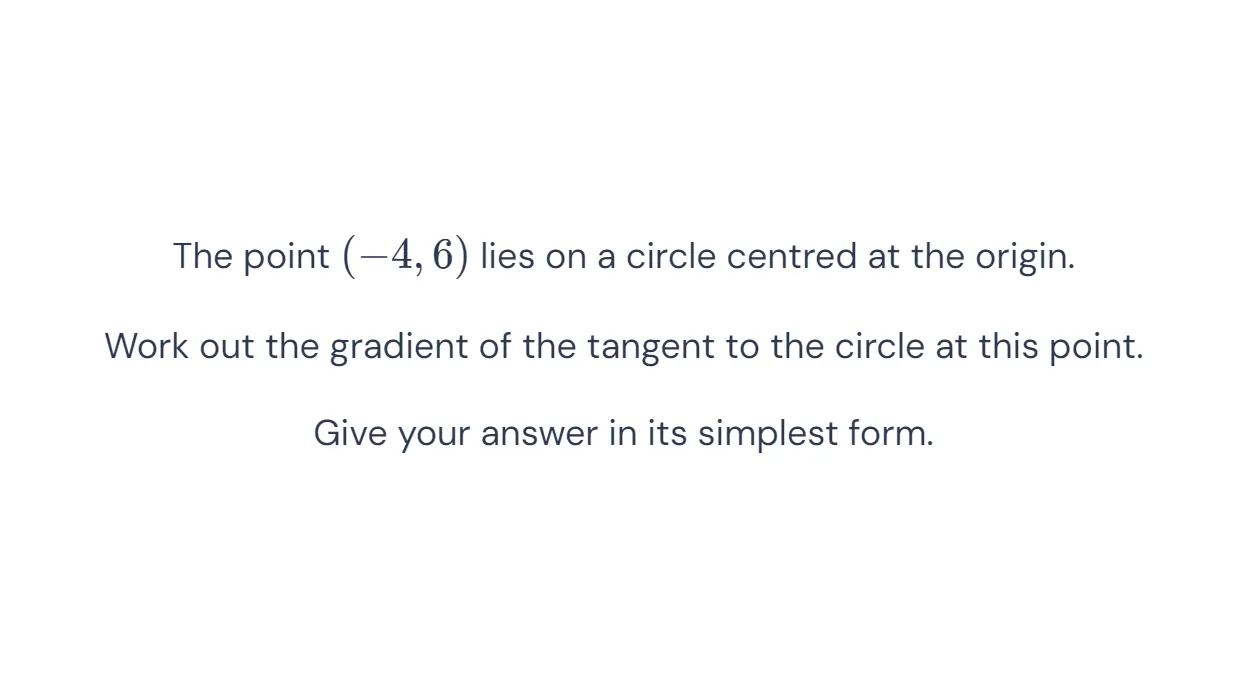 The point (−4, 6) lies on a circle centred at the origin.
Work out the gradient of the tangent to the circle at this point.
Give your answer in its simplest form.